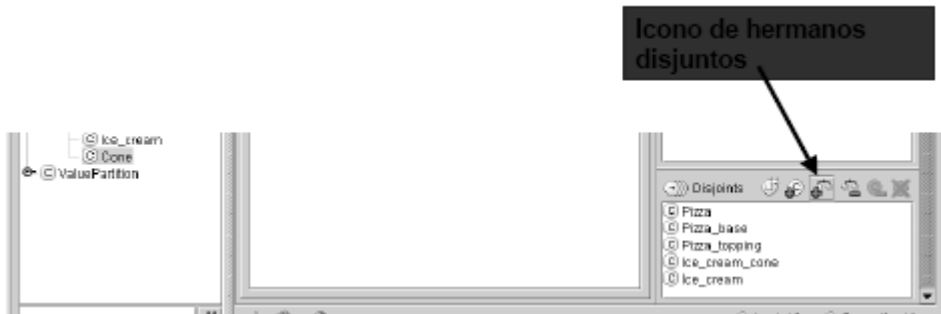 Icono de hermanos
disjuntos
Ice_cream
Cone
ValuePartition
Disjoints
Pizza
Pizza_base
Pizza_topping
Ice_cream_cone
Ice_cream